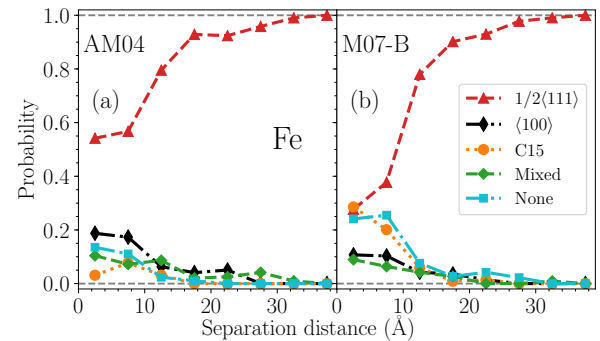 AM04
M07-B
(a)
(b)
Fe
Probability
1.0
0.8
0.6
0.4
0.2
0.0
1/2⟨111⟩
⟨100⟩
C15
Mixed
None
0 10 20 30 0 10 20 30
Separation distance (Å)